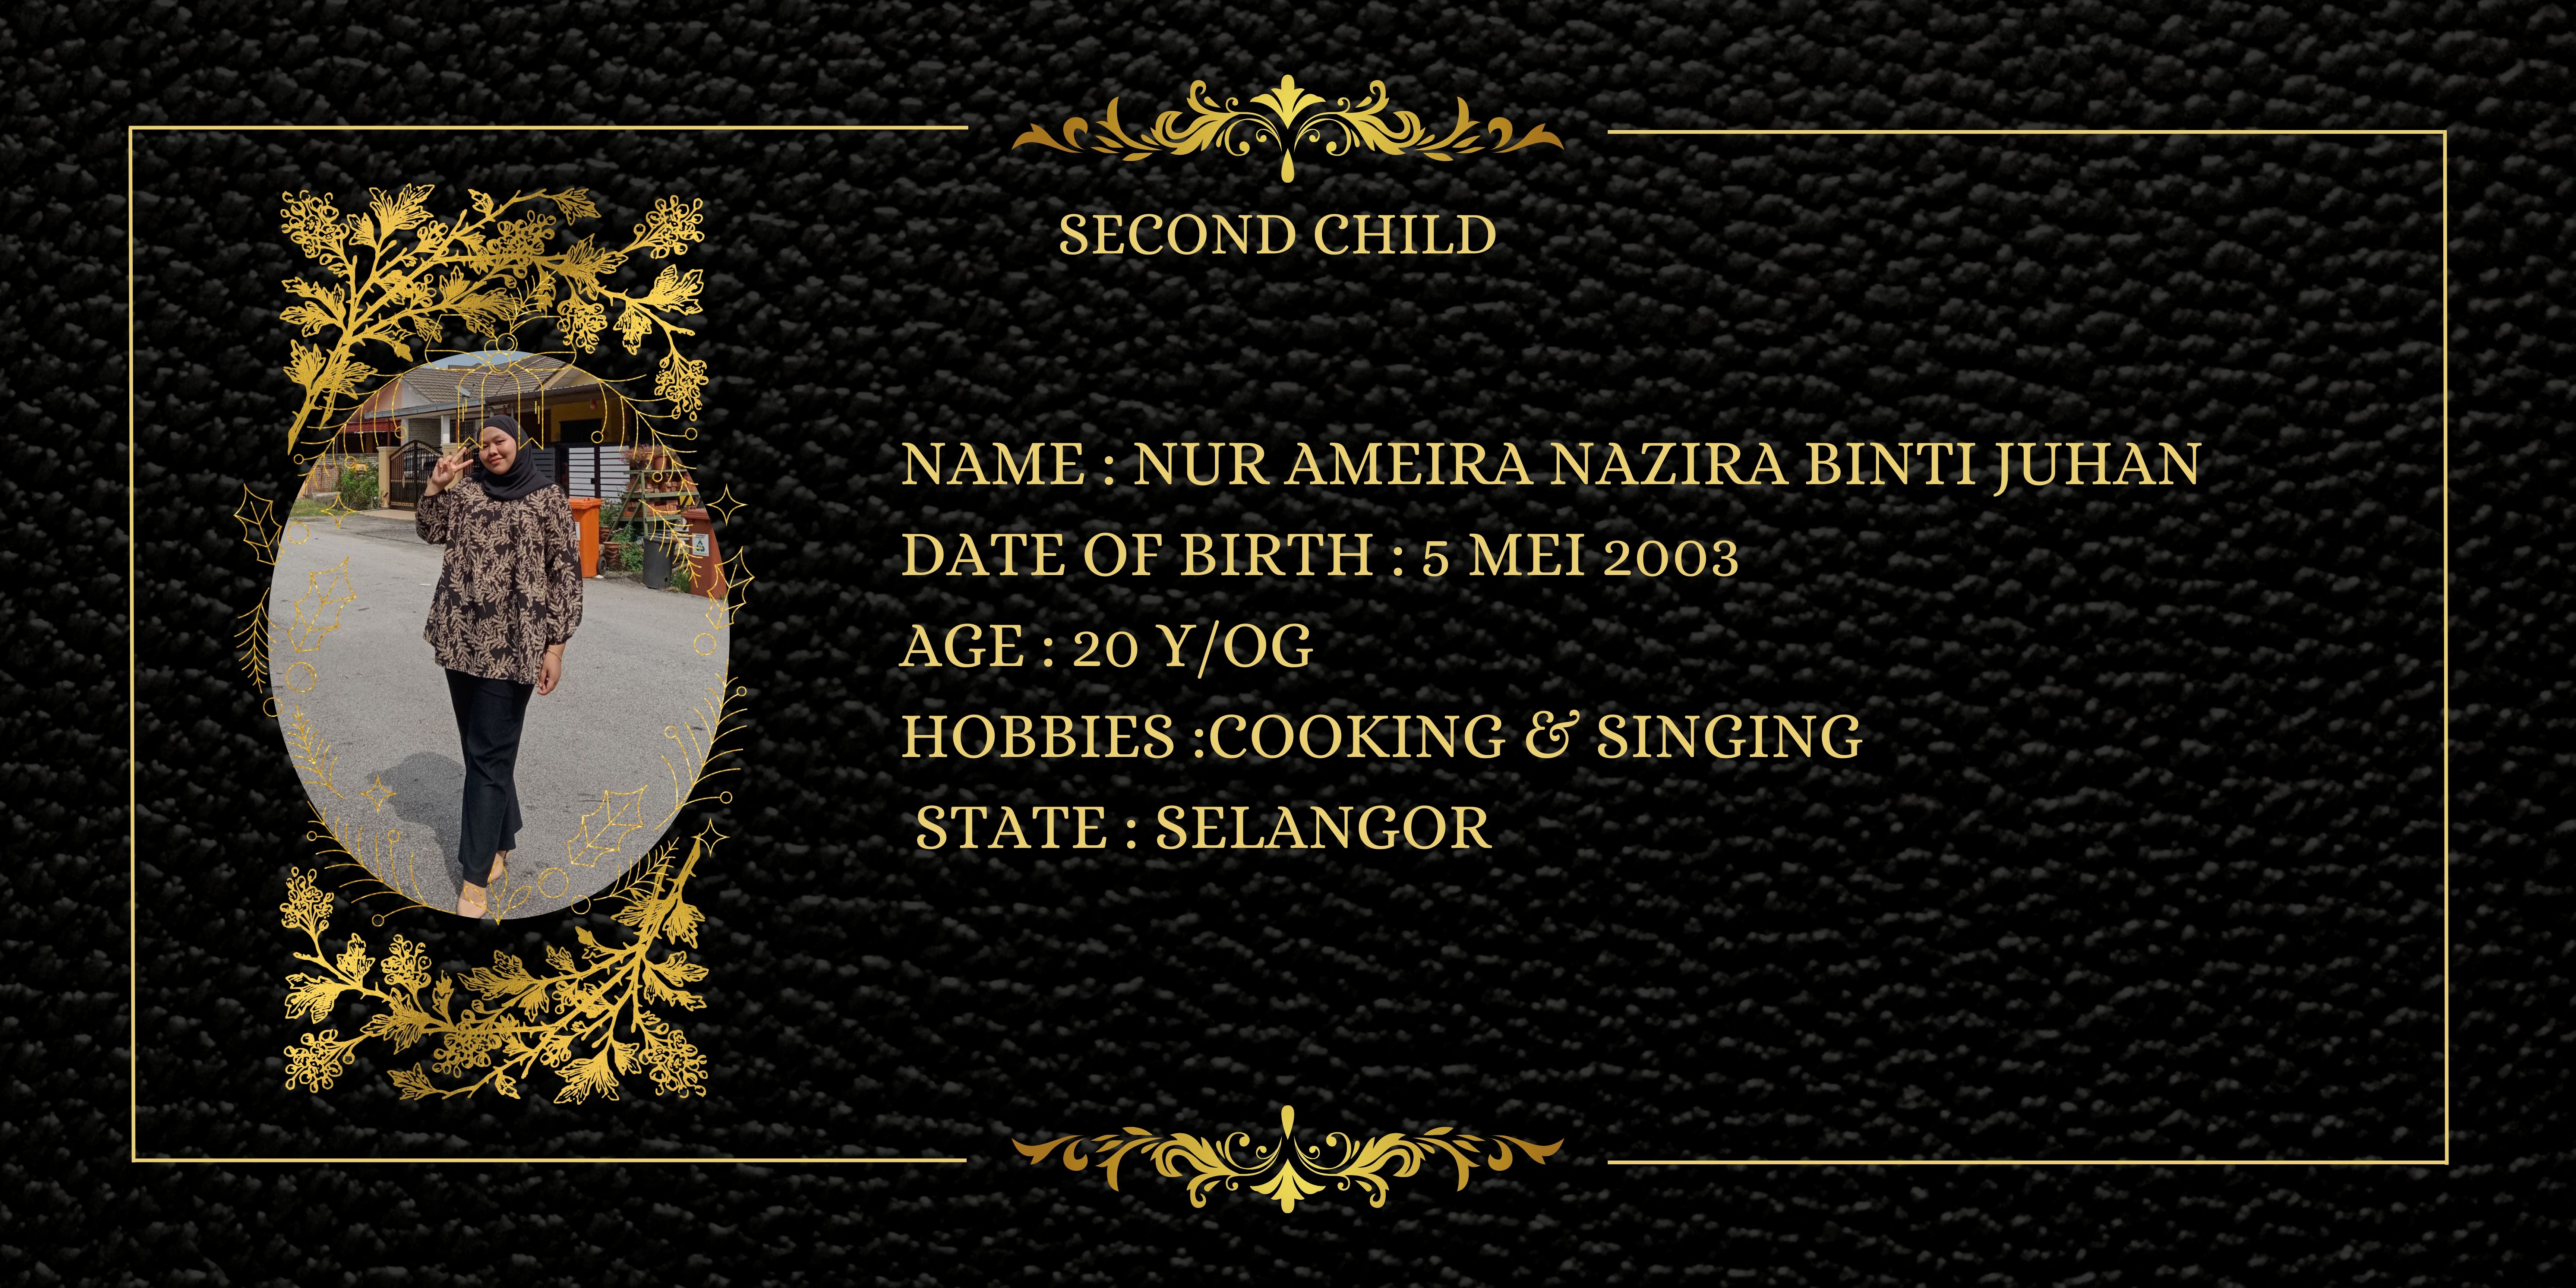 SECOND CHILD
NAME : NUR AMEIRA NAZIRA BINTI JUHAN
DATE OF BIRTH : 5 MEI 2003
AGE : 20 Y/OG
HOBBIES :COOKING & SINGING
STATE : SELANGOR